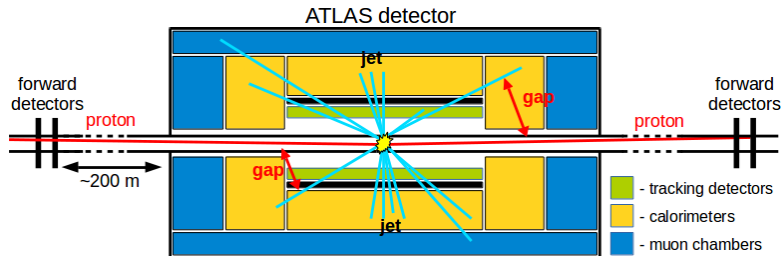 ATLAS detector
jet
forward
detectors
proton
gap
proton
forward
detectors
~200 m
gap
jet
- tracking detectors
- calorimeters
- muon chambers